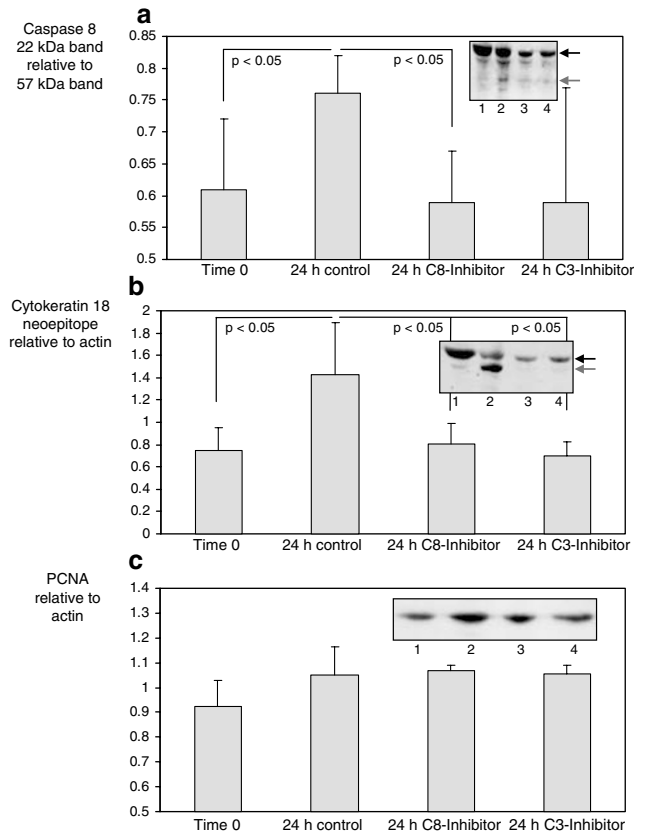 a
Caspase 8
22 kDa band
relative to
57 kDa band
0.85
0.8
0.75
0.7
0.65
0.6
0.55
0.5
p < 0.05
p < 0.05
1 2 3 4
Time 0 24 h control 24 h C8-Inhibitor 24 h C3-Inhibitor
b
Cytokeratin 18
neoepitope
relative to actin
2
1.8
1.6
1.4
1.2
1
0.8
0.6
0.4
0.2
0
p < 0.05
p < 0.05
p < 0.05
1 2 3 4
Time 0 24 h control 24 h C8-Inhibitor 24 h C3-Inhibitor
c
PCNA
relative to
actin
1.4
1.3
1.2
1.1
1
0.9
0.8
0.7
0.6
0.5
1 2 3 4
Time 0 24 h control 24 h C8-Inhibitor 24 h C3-Inhibitor